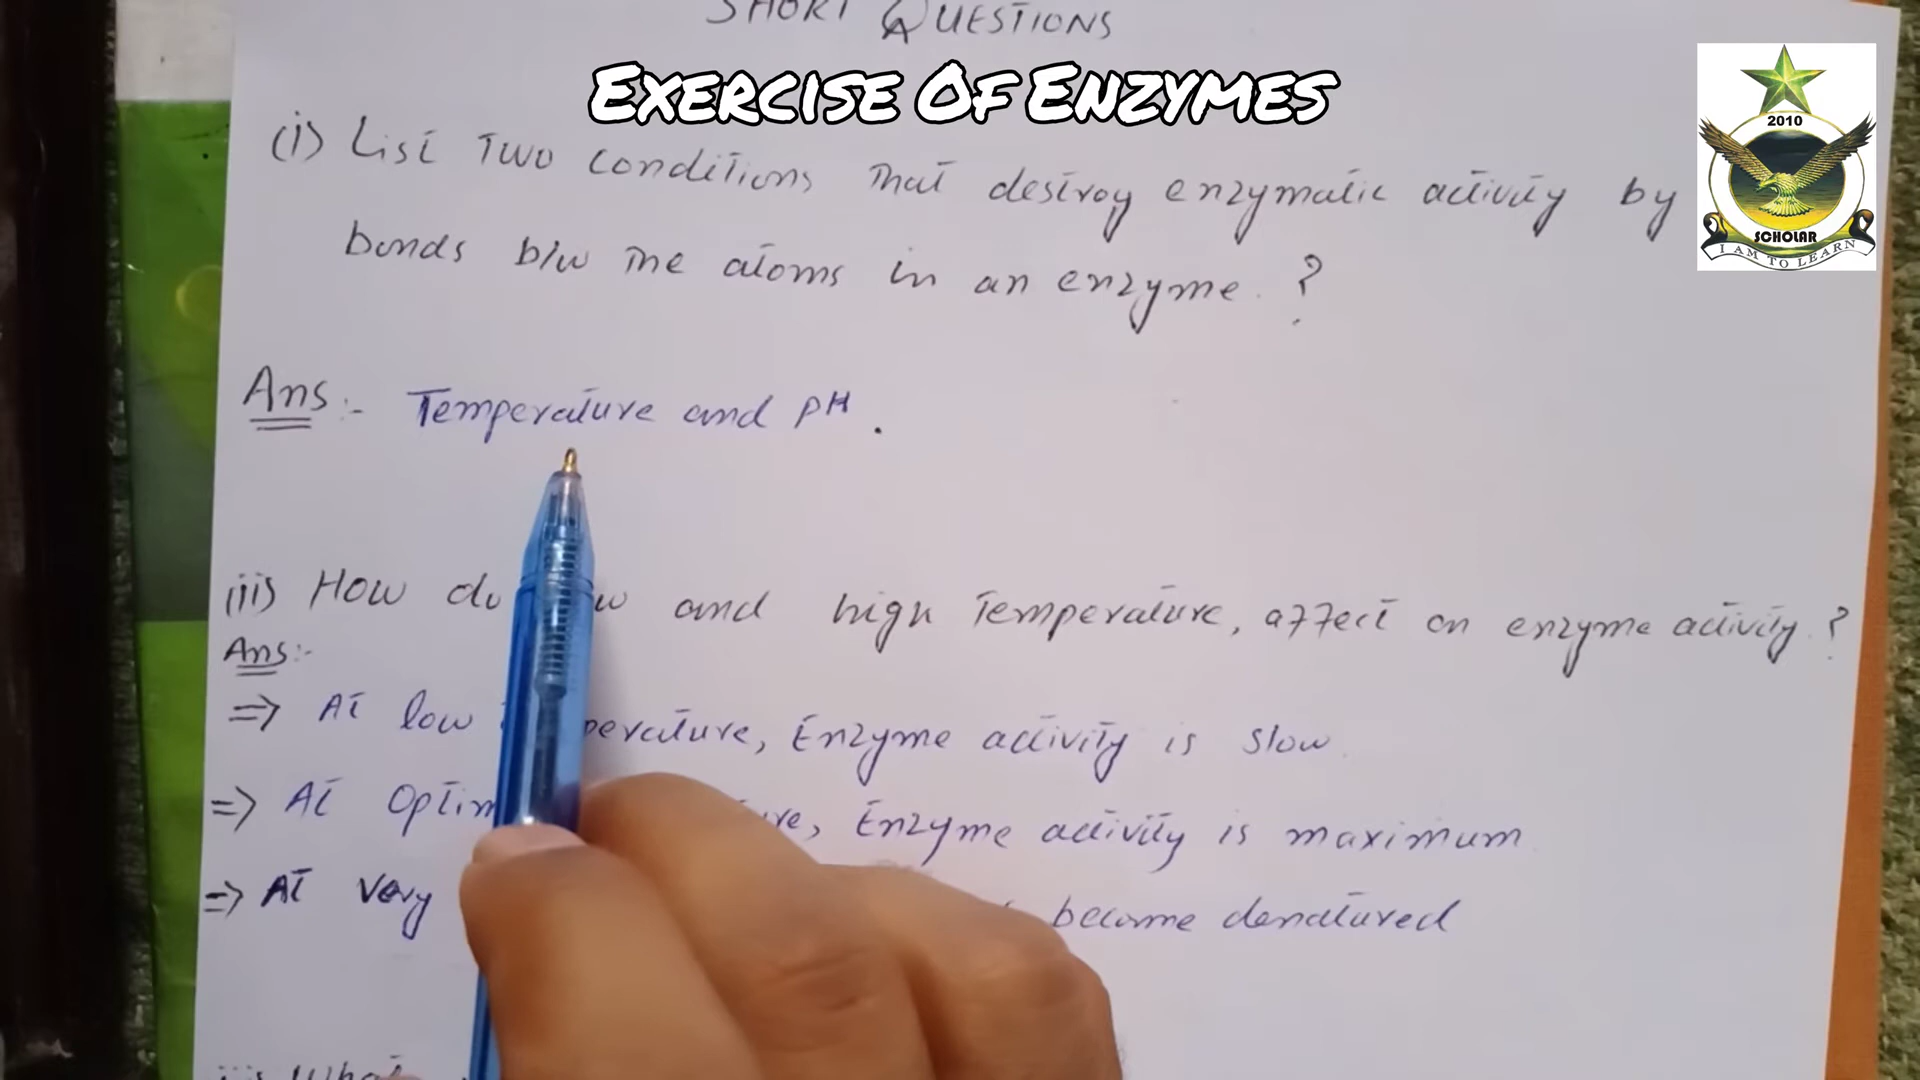 SHORT QUESTIONS
EXERCISE OF ENZYMES
(i) List Two conditions That destroy enzymatic activity by
bonds b/w The atoms in an enzyme. ?
Ans:- Temperature and PH.
2010
SCHOLAR
I AM TO LEARN
(ii) How do and high Temperature, affect on enzyme activity. ?
Ans:-
=> AT low perature, Enzyme activity is slow.
=> AT Optim re, Enzyme activity is maximum
=> AT Very become denatured
What